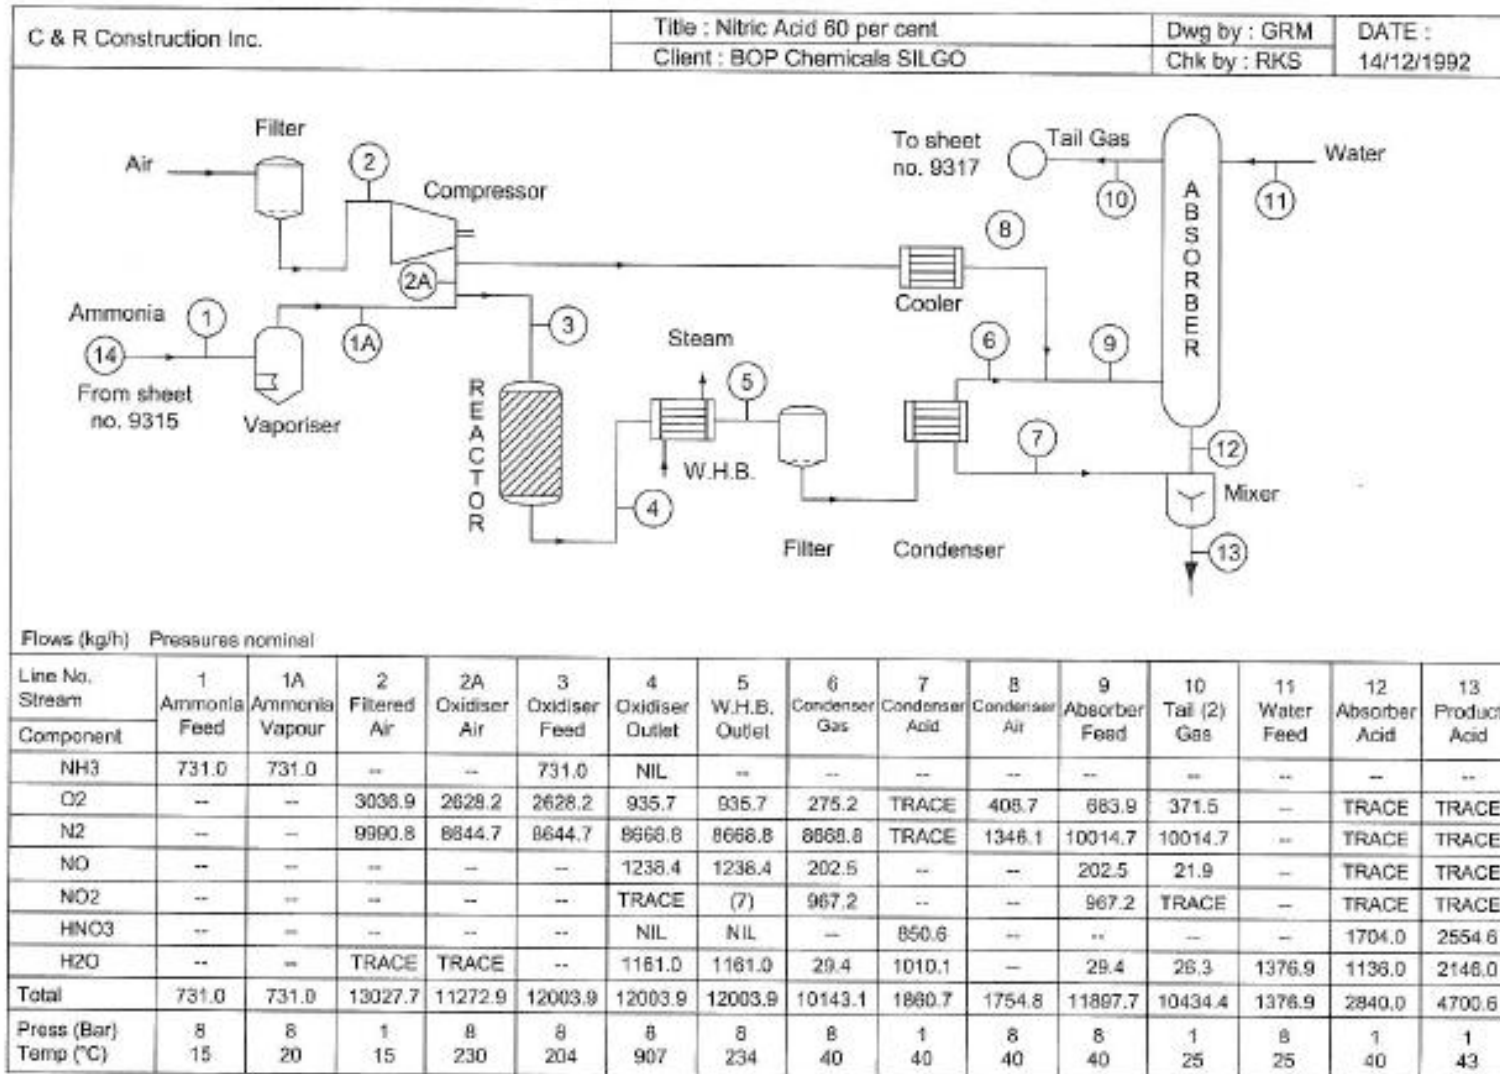 C & R Construction Inc.
Title : Nitric Acid 60 per cent
Client : BOP Chemicals SILGO
Dwg by : GRM
Chk by : RKS
DATE :
14/12/1992
Filter
Air
2
Compressor
To sheet
no. 9317
Tail Gas
Water
10
11
ABSORBER
8
2A
Cooler
Ammonia
1
14
1A
3
From sheet
no. 9315
Vaporiser
REACTOR
Steam
5
6
9
W.H.B.
4
7
12
Mixer
Filter
Condenser
13
Flows (kg/h) Pressures nominal
Line No. 1 1A 2 2A 3 4 5 6 7 8 9 10 11 12 13
Stream Ammonia Ammonia Filtered Oxidiser Oxidiser Oxidiser W.H.B. Condenser Condenser Condenser Absorber Tail (2) Water Absorber Product
Component Feed Vapour Air Air Feed Outlet Outlet Gas Acid Air Feed Gas Feed Acid Acid
NH3 731.0 731.0 -- -- 731.0 NIL -- -- -- -- -- -- -- -- --
O2 -- -- 3036.9 2628.2 2628.2 935.7 935.7 275.2 TRACE 408.7 683.9 371.5 -- TRACE TRACE
N2 -- -- 9990.8 8644.7 8644.7 8668.8 8668.8 8668.8 TRACE 1346.1 10014.7 10014.7 -- TRACE TRACE
NO -- -- -- -- -- 1238.4 1238.4 202.5 -- -- 202.5 21.9 -- TRACE TRACE
NO2 -- -- -- -- -- TRACE (7) 967.2 -- -- 967.2 TRACE -- TRACE TRACE
HNO3 -- -- -- -- -- NIL NIL -- 850.6 -- -- -- -- 1704.0 2554.6
H2O -- -- TRACE TRACE -- 1161.0 1161.0 29.4 1010.1 -- 29.4 26.3 1376.9 1136.0 2146.0
Total 731.0 731.0 13027.7 11272.9 12003.9 12003.9 12003.9 10143.1 1860.7 1754.8 11897.7 10434.4 1376.9 2840.0 4700.6
Press (Bar) 8 8 1 8 8 8 8 8 1 8 8 1 8 1 1
Temp (°C) 15 20 15 230 204 907 234 40 40 40 40 25 25 40 43